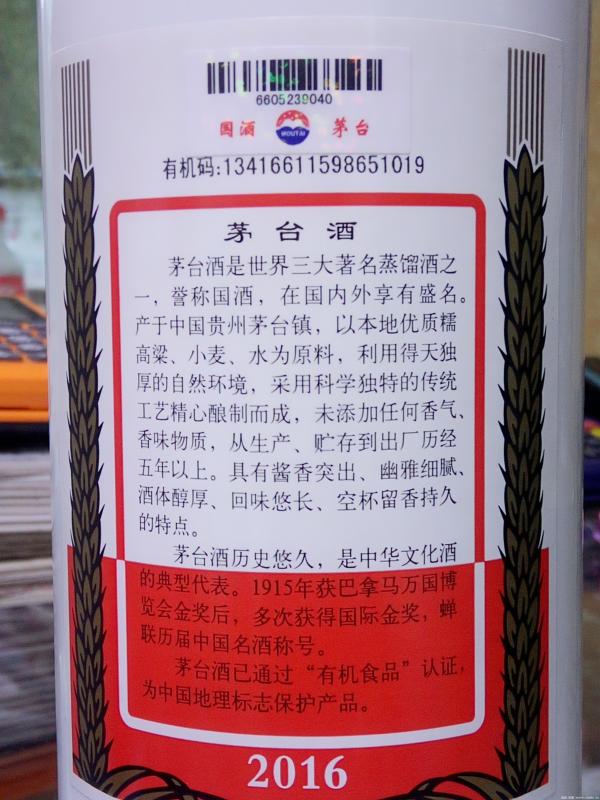 6605239040
国酒 MOUTAI 茅台
有机码:13416611598651019
茅台酒
茅台酒是世界三大著名蒸馏酒之
一,誉称国酒,在国内外享有盛名。
产于中国贵州茅台镇,以本地优质糯
高粱、小麦、水为原料,利用得天独
厚的自然环境,采用科学独特的传统
工艺精心酿制而成,未添加任何香气、
香味物质,从生产、贮存到出厂历经
五年以上。具有酱香突出、幽雅细腻、
酒体醇厚、回味悠长、空杯留香持久
的特点。
茅台酒历史悠久,是中华文化酒
的典型代表。1915年获巴拿马万国博
览会金奖后,多次获得国际金奖,蝉
联历届中国名酒称号。
茅台酒已通过“有机食品”认证,
为中国地理标志保护产品。
2016